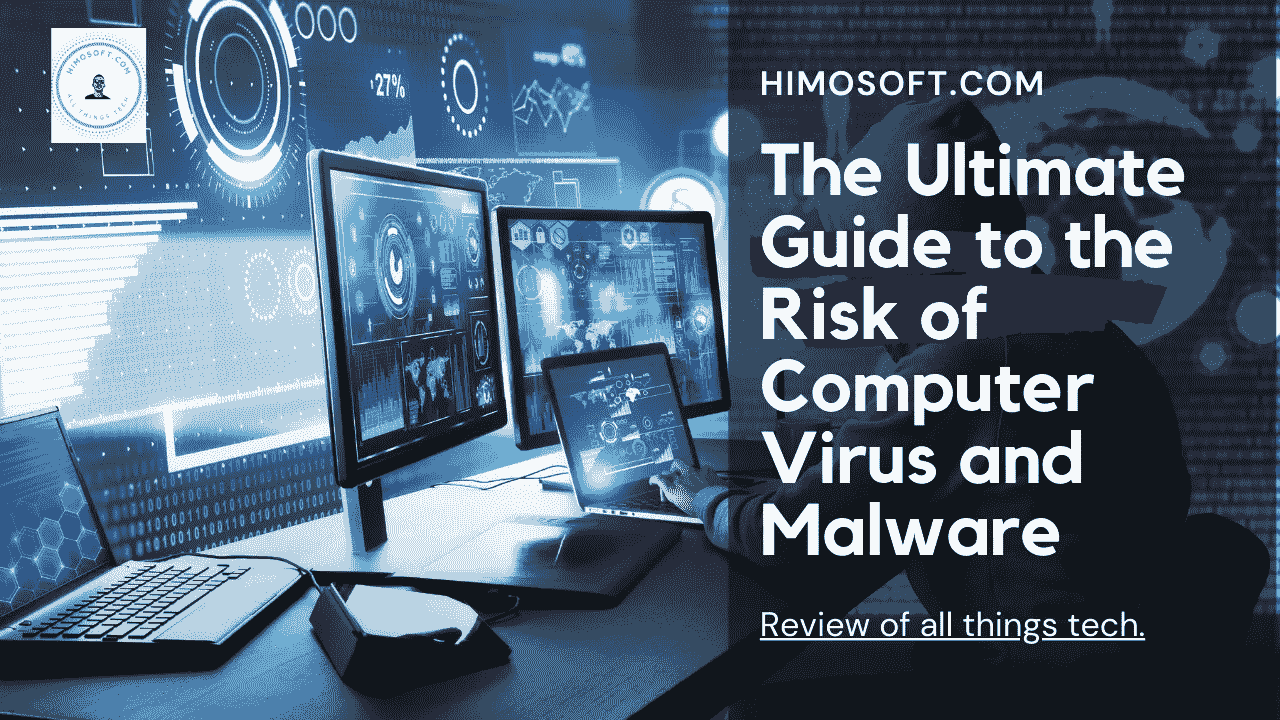 HIMOSOFT.COM
27%
HIMOSOFT.COM
The Ultimate
Guide to the
Risk of
Computer
Virus and
Malware
Review of all things tech.